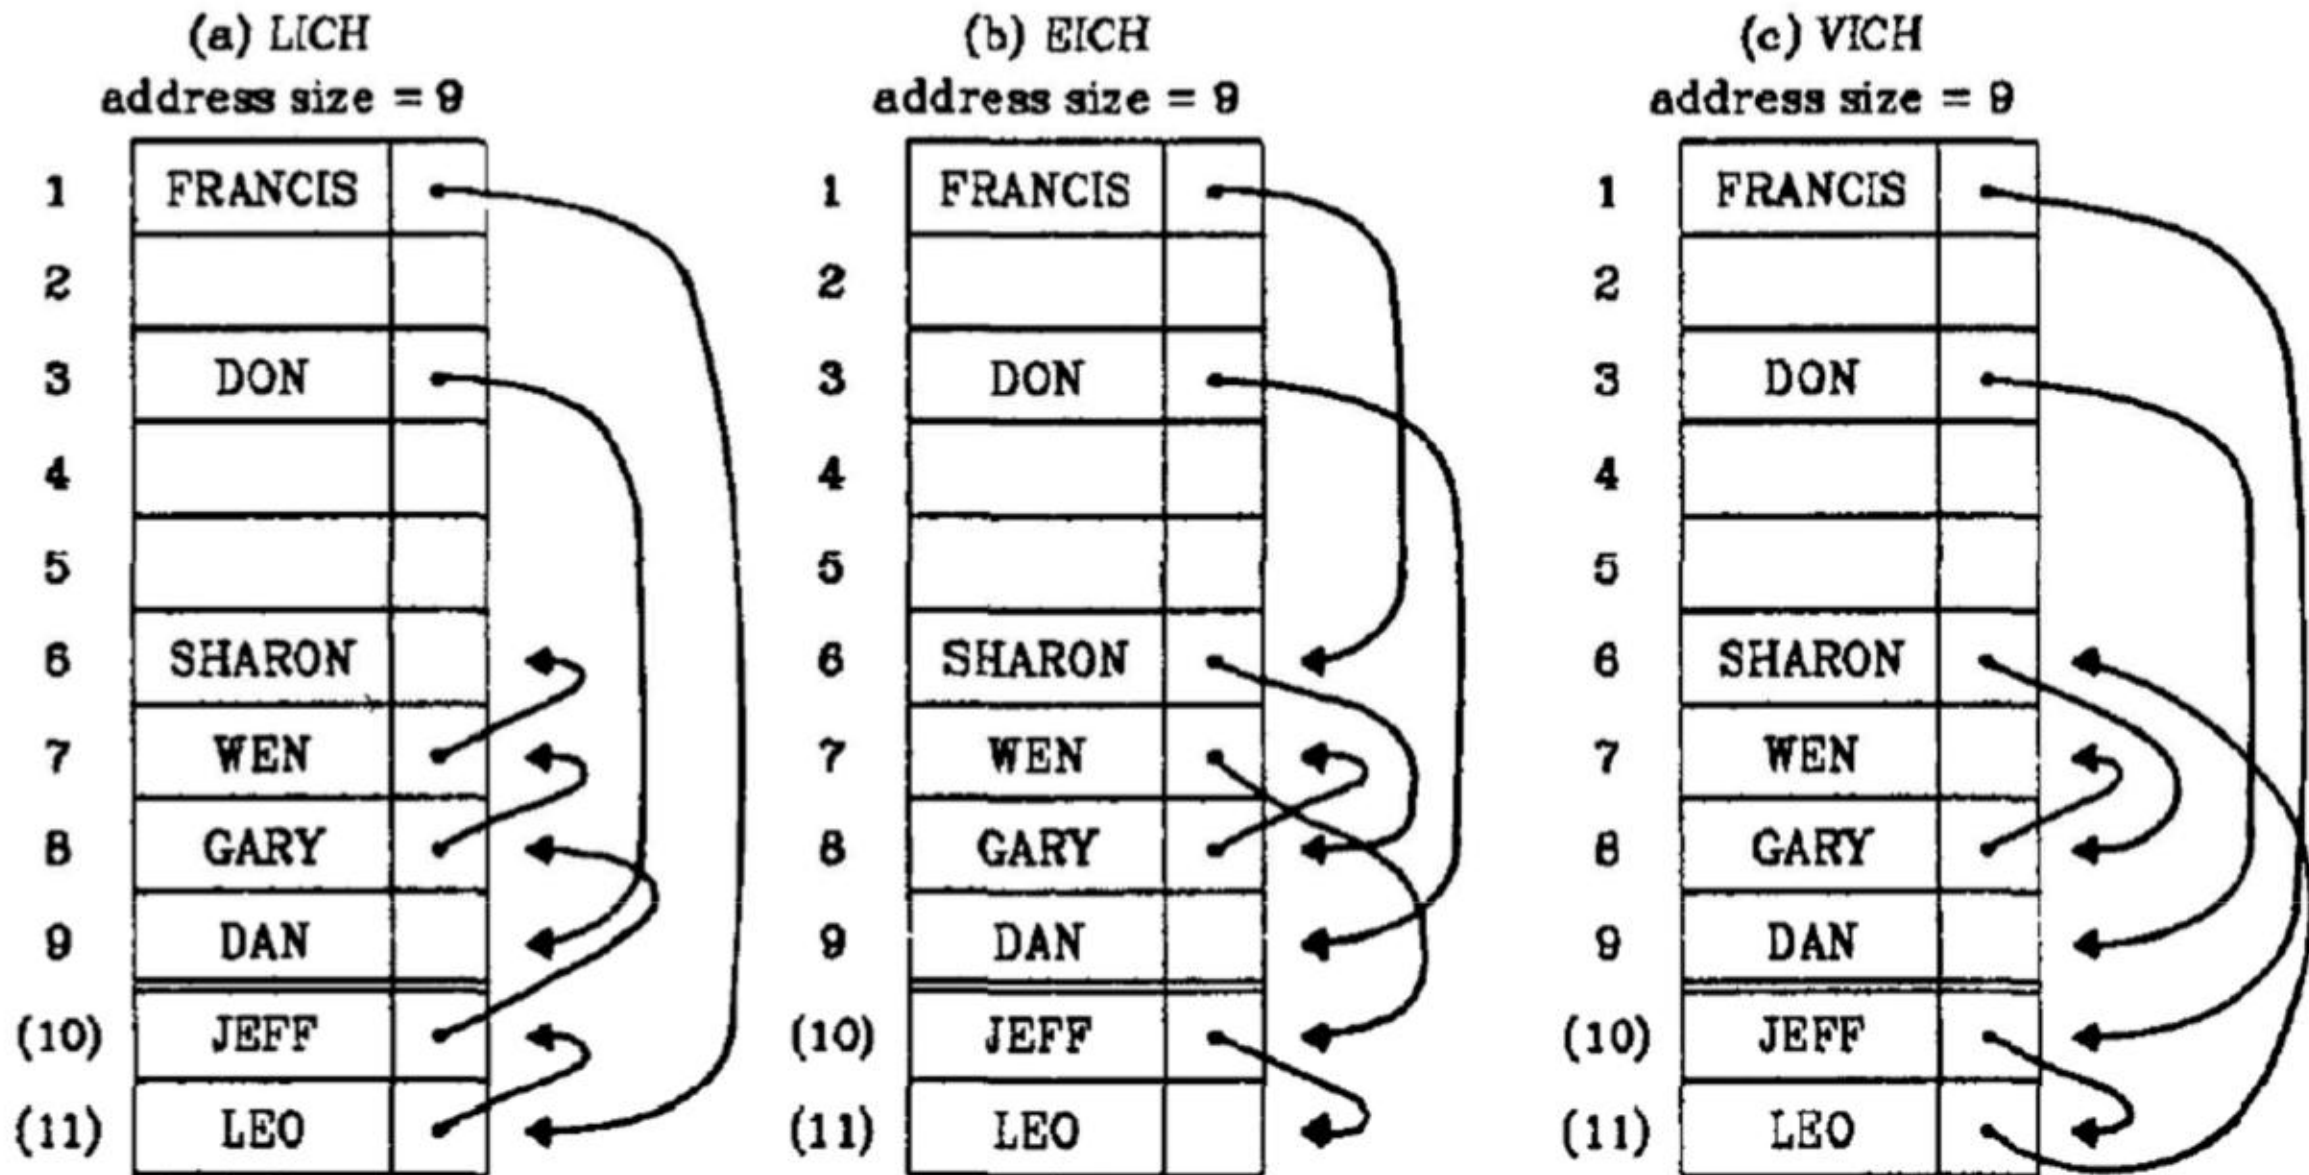 (a) LICH (b) EICH (c) VICH
address size = 9 address size = 9 address size = 9
1 FRANCIS 1 FRANCIS 1 FRANCIS
2 2 2
3 DON 3 DON 3 DON
4 4 4
5 5 5
6 SHARON 6 SHARON 6 SHARON
7 WEN 7 WEN 7 WEN
8 GARY 8 GARY 8 GARY
9 DAN 9 DAN 9 DAN
(10) JEFF (10) JEFF (10) JEFF
(11) LEO (11) LEO (11) LEO